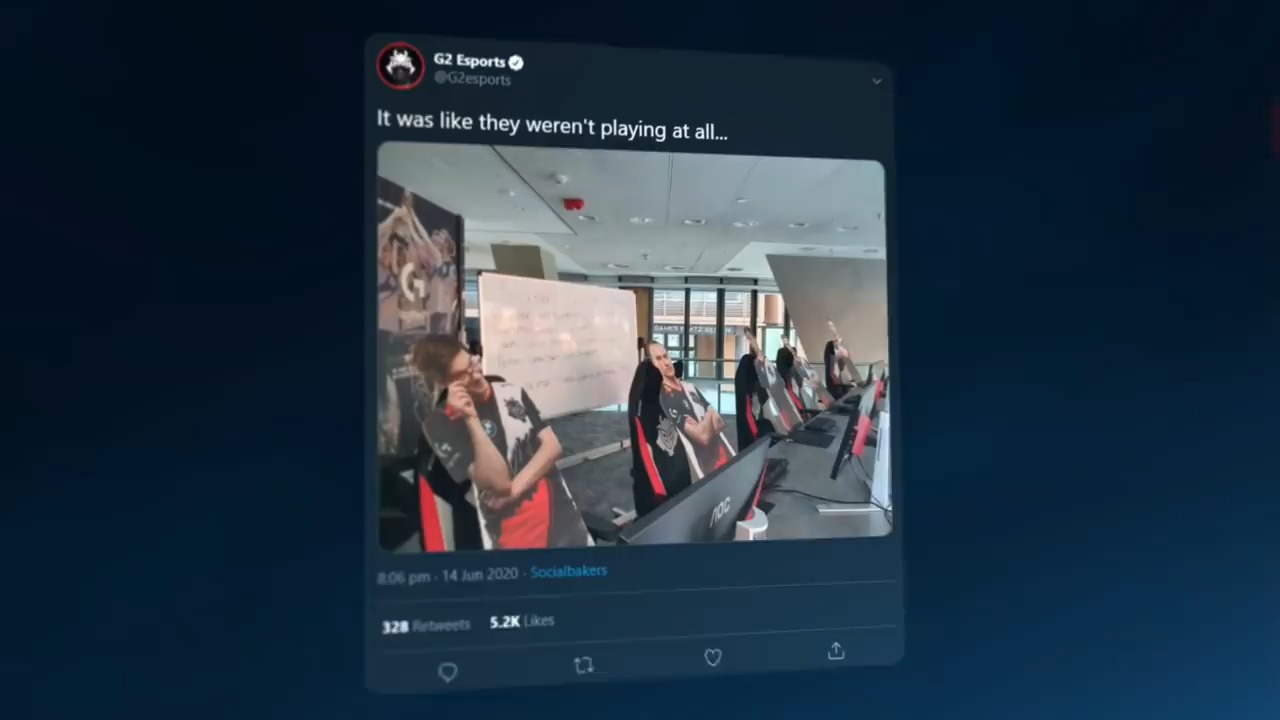 G2 Esports
@G2esports
It was like they weren't playing at all...
G
AOC
8:06 pm · 14 Jun 2020 · Socialbakers
328 Retweets 5.2K Likes